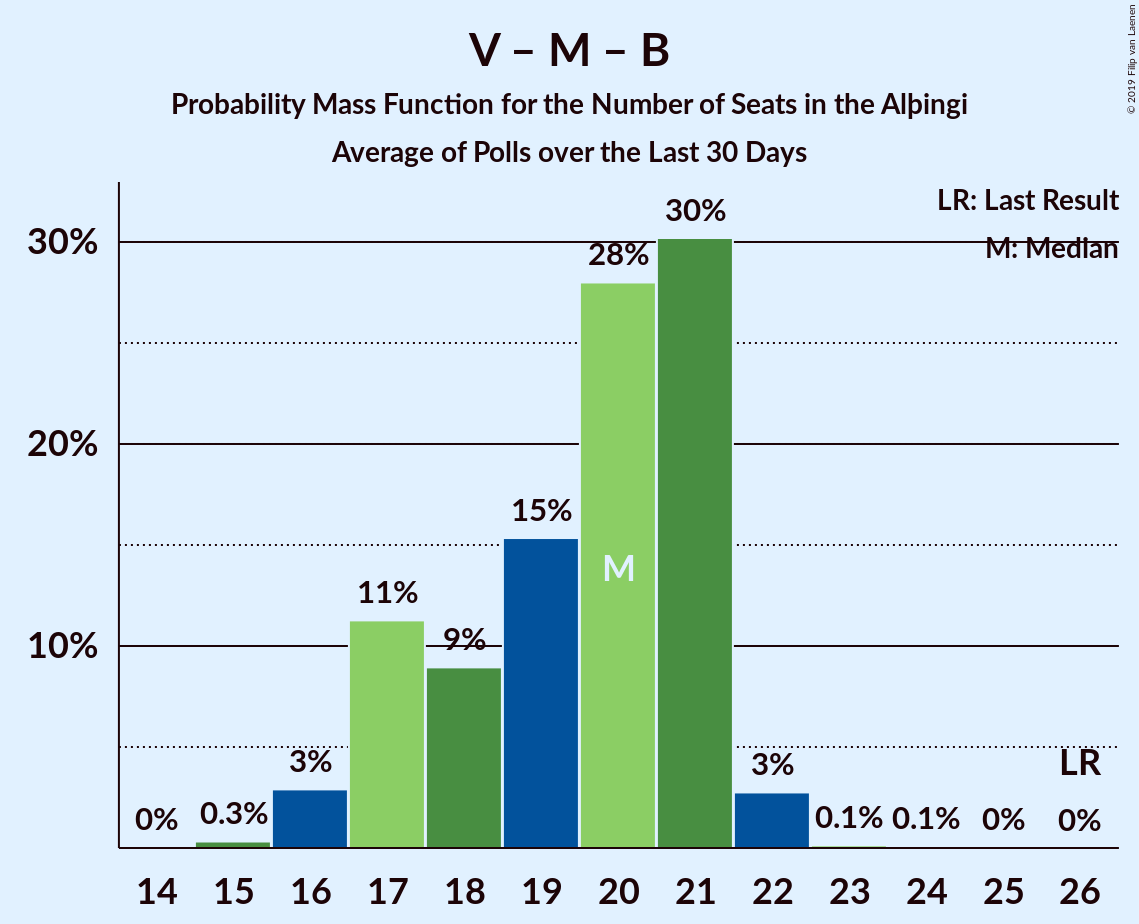 V – M – B
Probability Mass Function for the Number of Seats in the Alþingi
Average of Polls over the Last 30 Days
© 2019 Filip van Laenen
LR: Last Result
M: Median
30%
20%
10%
0%
0.3%
3%
11%
9%
15%
28%
30%
3%
0.1%
0.1%
0%
0%
M
LR
14 15 16 17 18 19 20 21 22 23 24 25 26